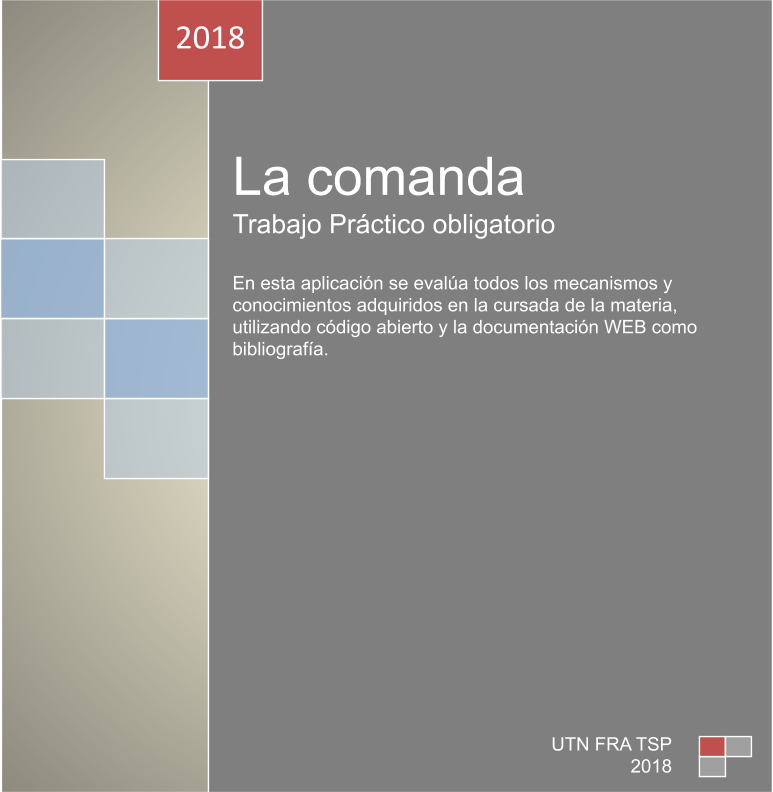 2018
La comanda
Trabajo Práctico obligatorio
En esta aplicación se evalúa todos los mecanismos y
conocimientos adquiridos en la cursada de la materia,
utilizando código abierto y la documentación WEB como
bibliografía.
UTN FRA TSP
2018